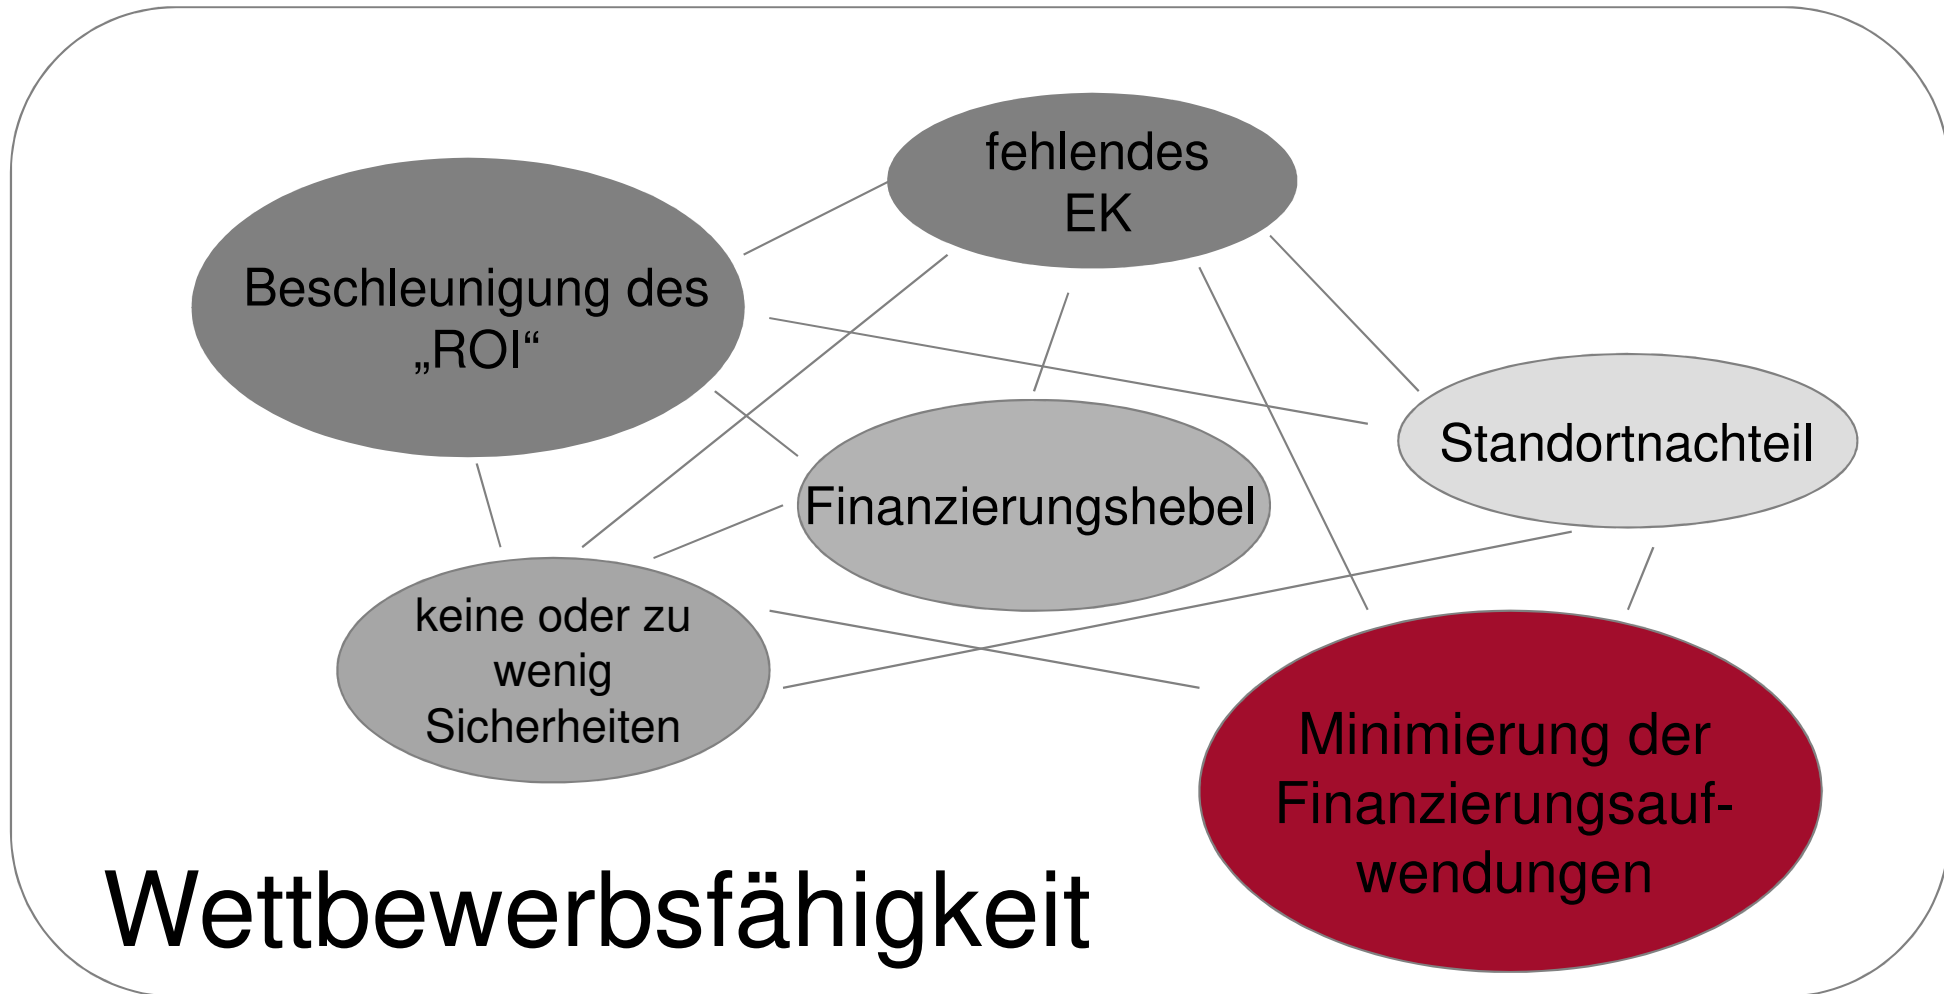 fehlendes
EK
Beschleunigung des
„ROI“
Standortnachteil
Finanzierungshebel
keine oder zu
wenig
Sicherheiten
Minimierung der
Finanzierungsauf-
wendungen
Wettbewerbsfähigkeit